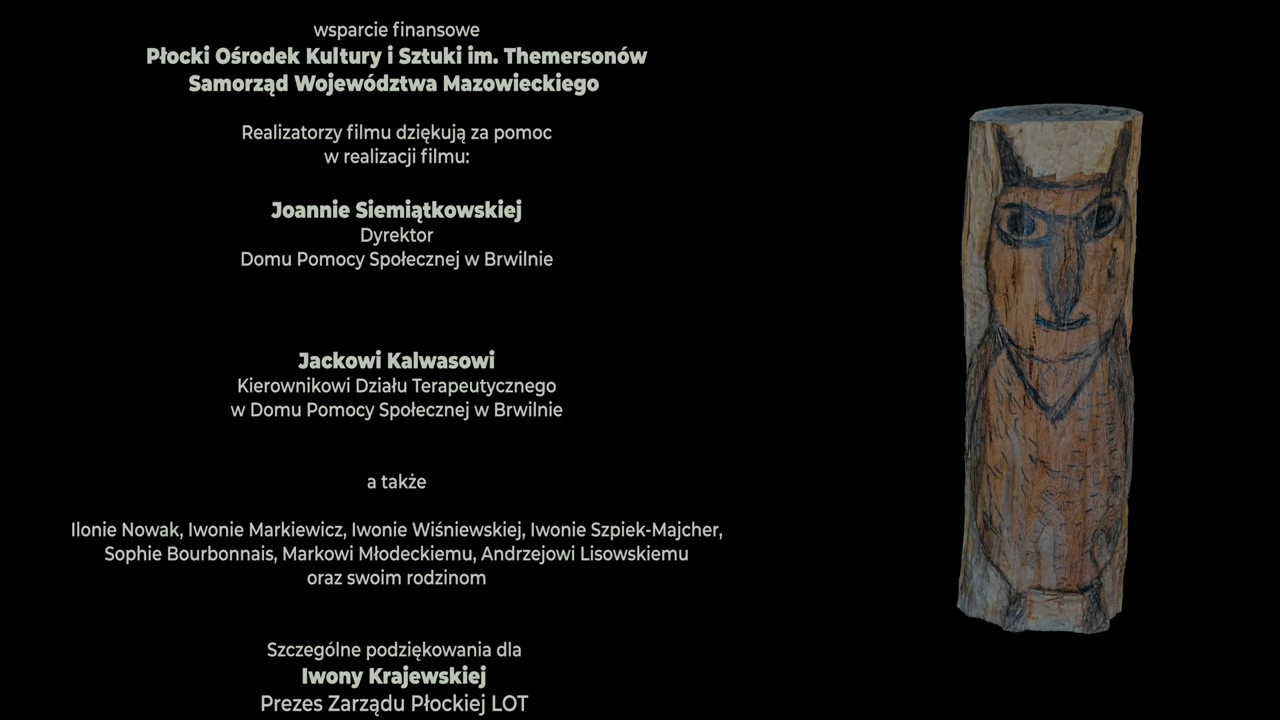 wsparcie finansowe
Płocki Ośrodek Kultury i Sztuki im. Themersonów
Samorząd Województwa Mazowieckiego
Realizatorzy filmu dziękują za pomoc
w realizacji filmu:
Joannie Siemiątkowskiej
Dyrektor
Domu Pomocy Społecznej w Brwilnie
Jackowi Kalwasowi
Kierownikowi Działu Terapeutycznego
w Domu Pomocy Społecznej w Brwilnie
a także
Ilonie Nowak, Iwonie Markiewicz, Iwonie Wiśniewskiej, Iwonie Szpiek-Majcher,
Sophie Bourbonnais, Markowi Młodeckiemu, Andrzejowi Lisowskiemu
oraz swoim rodzinom
Szczególne podziękowania dla
Iwony Krajewskiej
Prezes Zarządu Płockiej LOT